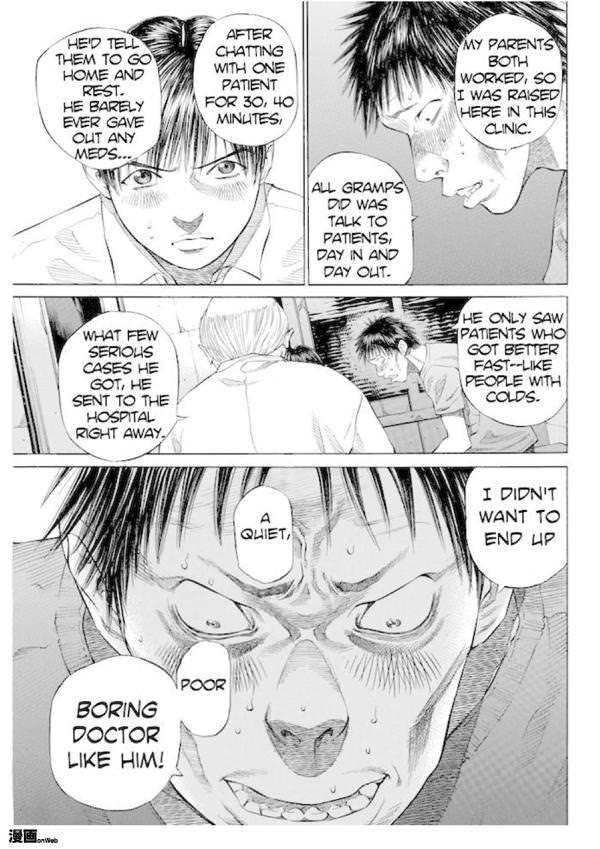 MY PARENTS
BOTH
WORKED, SO
I WAS RAISED
HERE IN THIS
CLINIC.
ALL GRAMPS
DID WAS
TALK TO
PATIENTS,
DAY IN AND
DAY OUT.
AFTER
CHATTING
WITH ONE
PATIENT
FOR 30, 40
MINUTES,
HE'D TELL
THEM TO GO
HOME AND
REST.
HE BARELY
EVER GAVE
OUT ANY
MEDS...
HE ONLY SAW
PATIENTS WHO
GOT BETTER
FAST--LIKE
PEOPLE WITH
COLDS.
WHAT FEW
SERIOUS
CASES HE
GOT, HE
SENT TO THE
HOSPITAL
RIGHT AWAY.
I DIDN'T
WANT TO
END UP
A
QUIET,
POOR
BORING
DOCTOR
LIKE HIM!
漫画onWeb